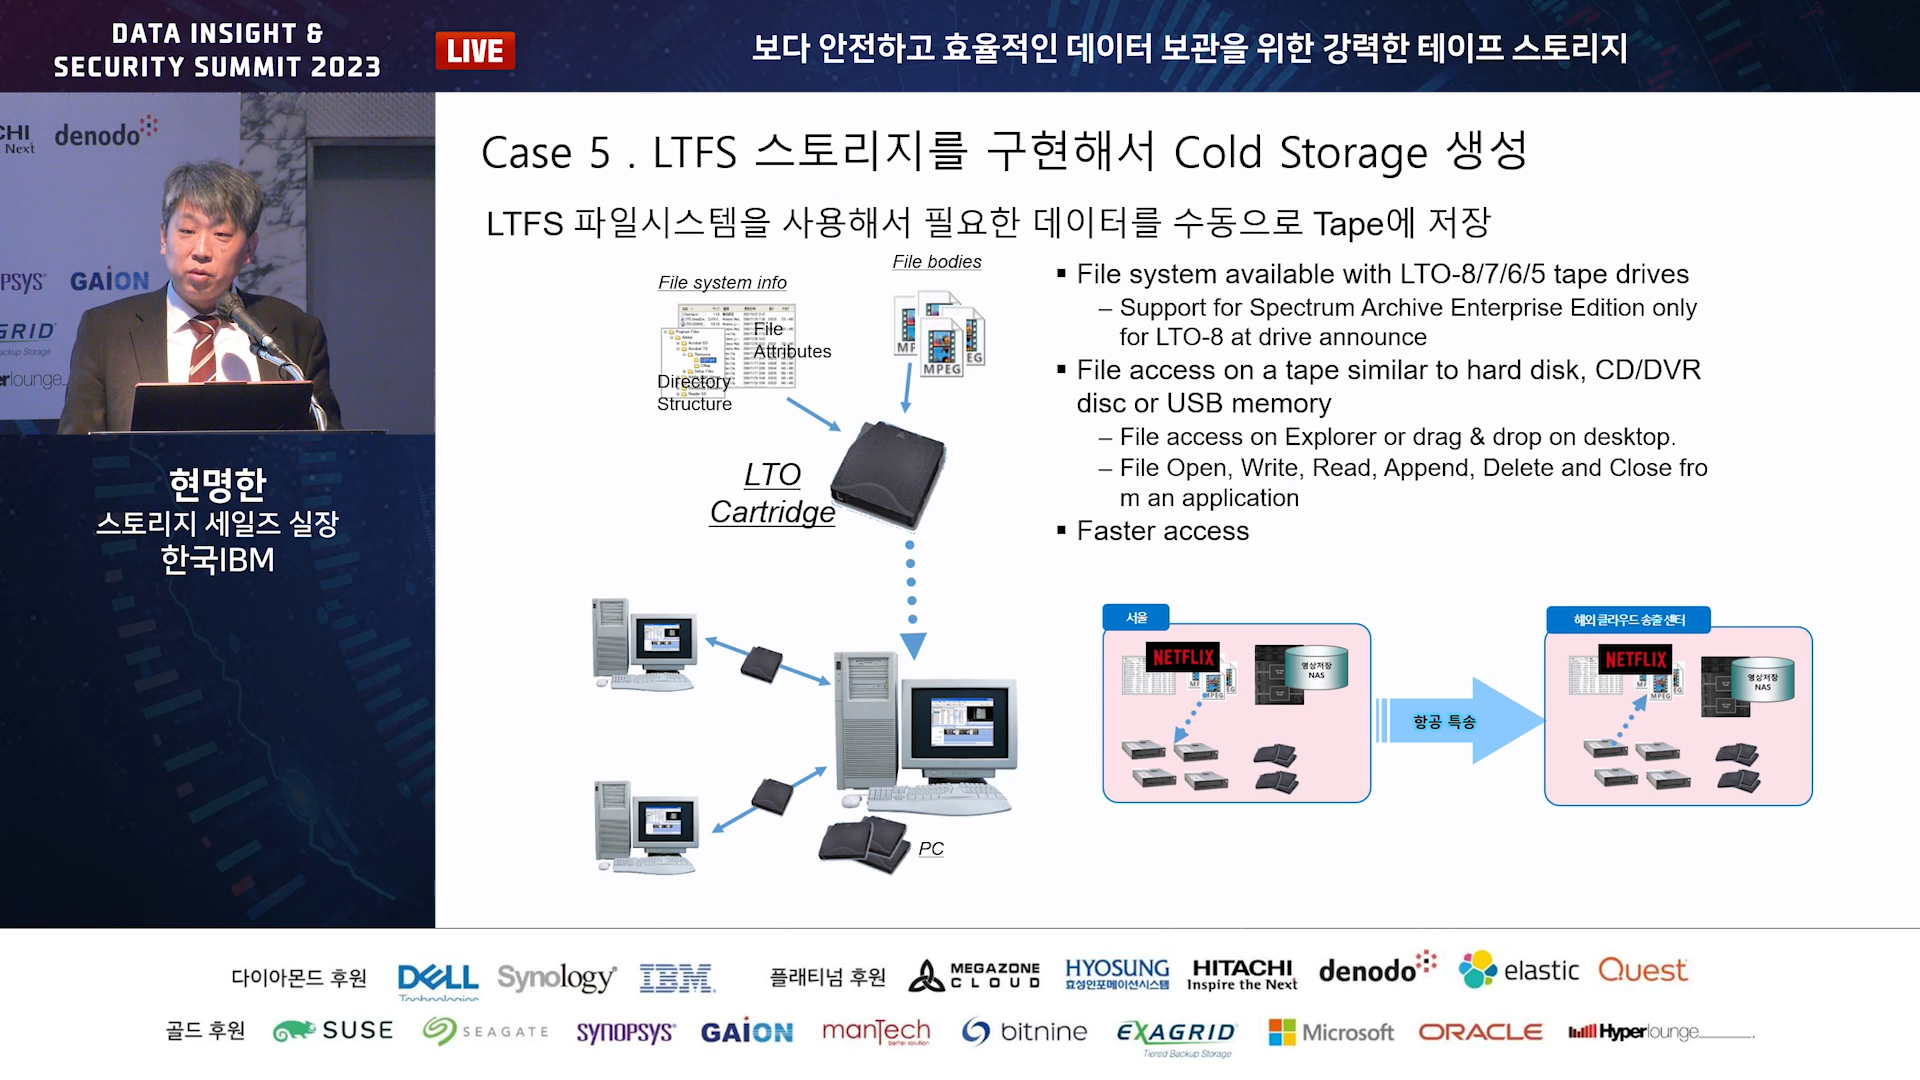 DATA INSIGHT &
SECURITY SUMMIT 2023
LIVE
보다 안전하고 효율적인 데이터 보관을 위한 강력한 테이프 스토리지
CHI
Next
denodo
OPSYS
GAION
GRID
Backup Storage
erlounge
현명한
스토리지 세일즈 실장
한국IBM
Case 5 . LTFS 스토리지를 구현해서 Cold Storage 생성
LTFS 파일시스템을 사용해서 필요한 데이터를 수동으로 Tape에 저장
File system info
File bodies
File
Attributes
Directory
Structure
MPEG
LTO
Cartridge
PC
▪ File system available with LTO-8/7/6/5 tape drives
– Support for Spectrum Archive Enterprise Edition only
for LTO-8 at drive announce
▪ File access on a tape similar to hard disk, CD/DVR
disc or USB memory
– File access on Explorer or drag & drop on desktop.
– File Open, Write, Read, Append, Delete and Close fro
m an application
▪ Faster access
서울
NETFLIX
MPEG
영상저장
NAS
항공 특송
해외 클라우드 송출 센터
NETFLIX
MPEG
영상저장
NAS
다이아몬드 후원
DELL
Technologies
Synology
IBM
플래티넘 후원
MEGAZONE
CLOUD
HYOSUNG
효성인포메이션시스템
HITACHI
Inspire the Next
denodo
elastic
Quest
골드 후원
SUSE
SEAGATE
SYNOPSYS
GAION
manTech
better solution
bitnine
EXAGRID
Tiered Backup Storage
Microsoft
ORACLE
Hyperlounge